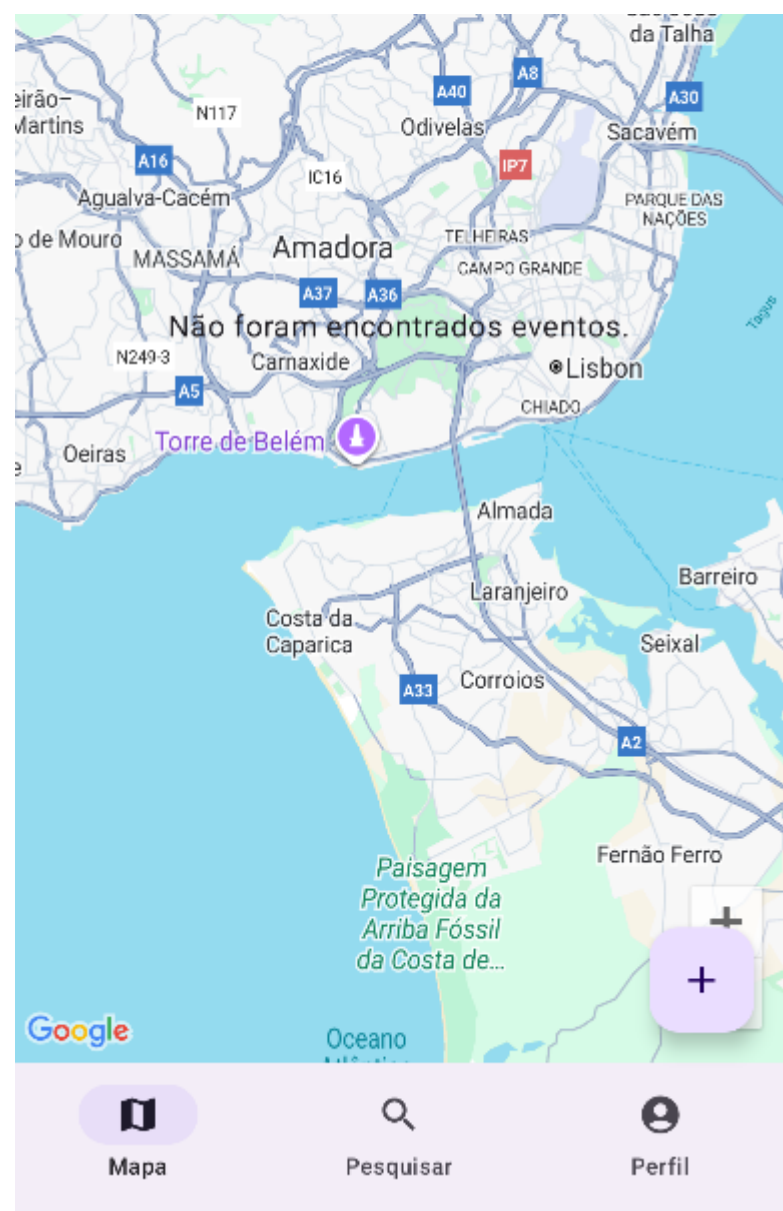 da Talha
A8
A40
A30
eirão–
Martins
N117
Odivelas
Sacavém
A16
IC16
IP7
Agualva-Cacém
PARQUE DAS
NAÇÕES
o de Mouro
MASSAMÁ
Amadora
TELHEIRAS
CAMPO GRANDE
A37
A36
Tagus
Não foram encontrados eventos.
N249-3
Carnaxide
Lisbon
A5
CHIADO
Torre de Belém
Oeiras
e
Almada
Barreiro
Laranjeiro
Costa da
Caparica
Seixal
Corroios
A33
A2
Fernão Ferro
Paisagem
Protegida da
Arriba Fóssil
da Costa de...
+
+
Google
Oceano
Mapa
Pesquisar
Perfil